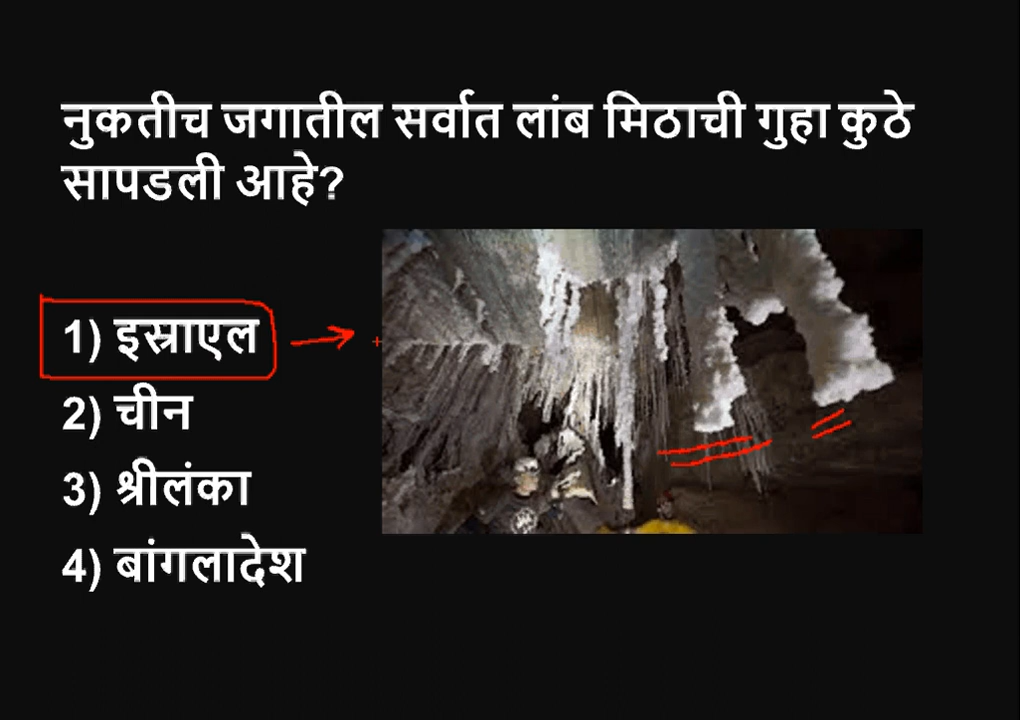 नुकतीच जगातील सर्वात लांब मिठाची गुहा कुठे
सापडली आहे?
1) इस्राएल
2) चीन
3) श्रीलंका
4) बांगलादेश